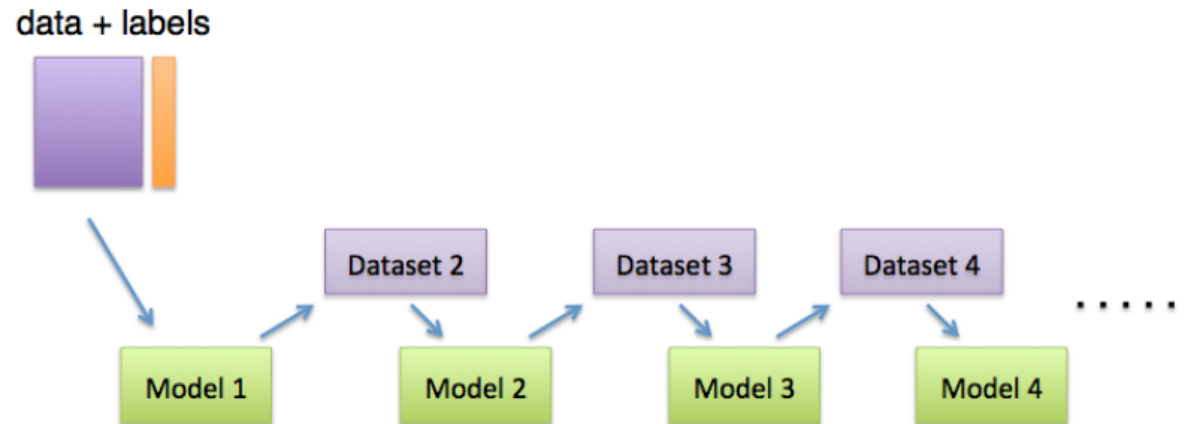 data + labels
Dataset 2
Dataset 3
Dataset 4
. . . . .
Model 1
Model 2
Model 3
Model 4